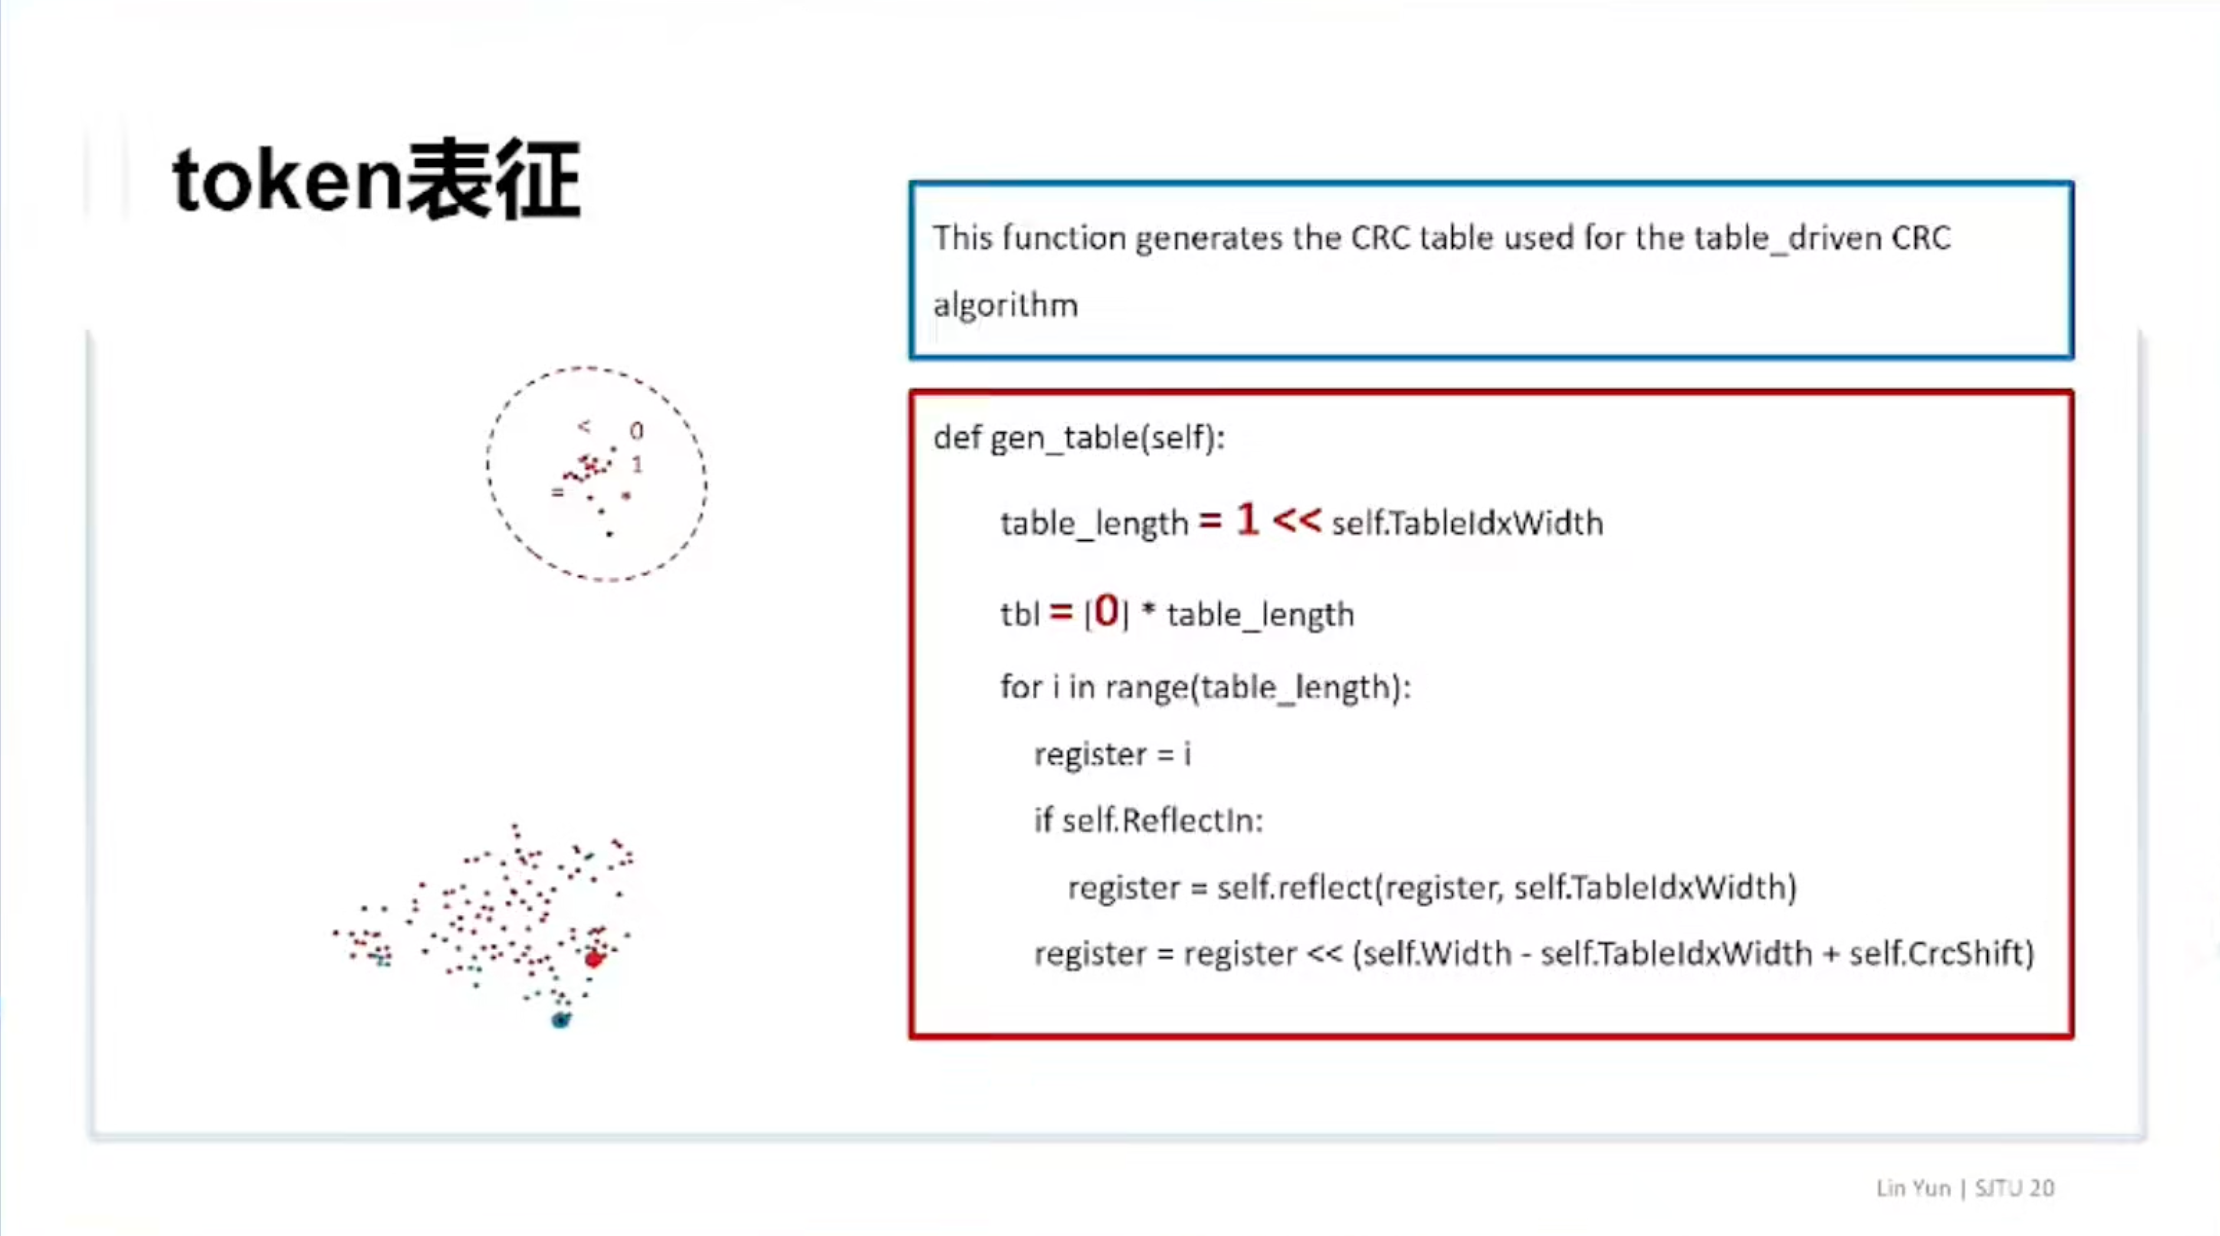 token表征
This function generates the CRC table used for the table_driven CRC
algorithm
< 0
1
=
def gen_table(self):
table_length = 1 << self.TableIdxWidth
tbl = [0] * table_length
for i in range(table_length):
register = i
if self.ReflectIn:
register = self.reflect(register, self.TableIdxWidth)
register = register << (self.Width - self.TableIdxWidth + self.CrcShift)
Lin Yun | SJTU 20